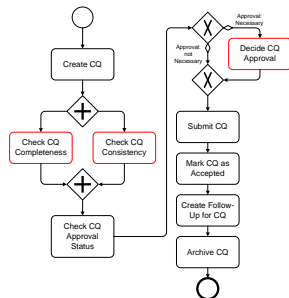 Create CQ
Check CQ
Completeness
Check CQ
Consistency
Check CQ
Approval
Status
Approval:
Necessary
Approval:
not
Necessary
Decide CQ
Approval
Submit CQ
Mark CQ as
Accepted
Create Follow-
Up for CQ
Archive CQ